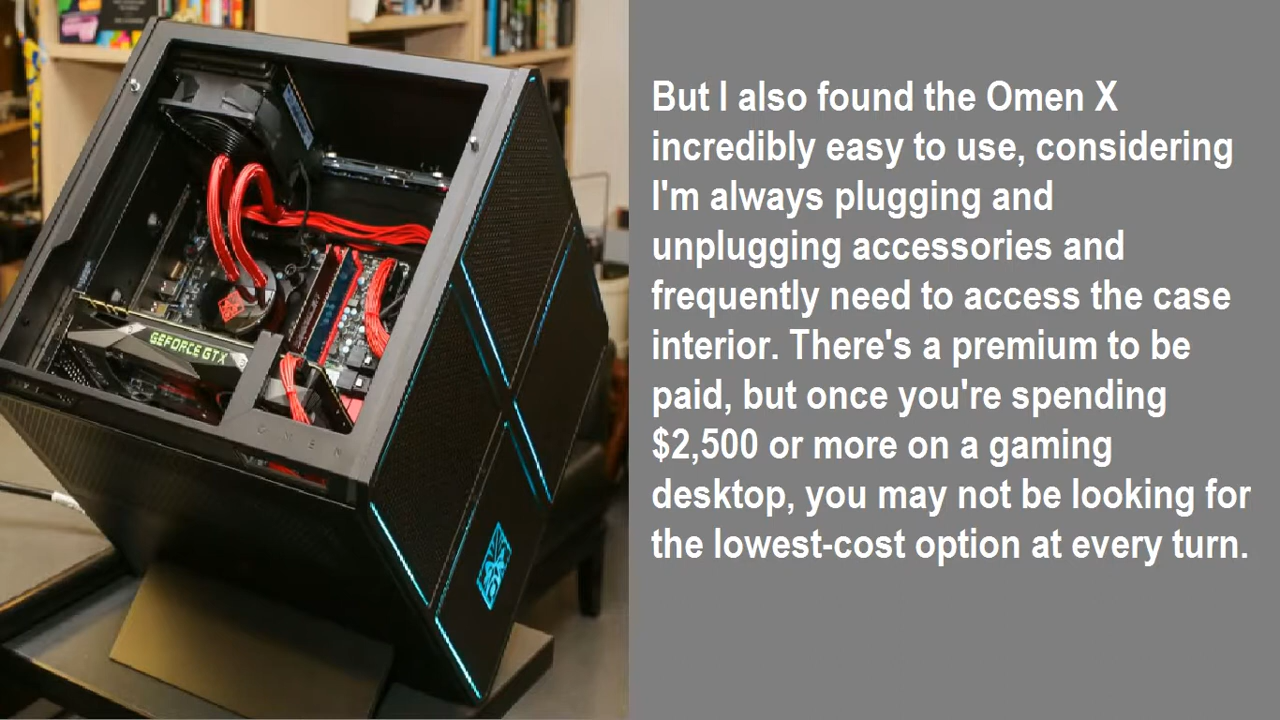 But I also found the Omen X
incredibly easy to use, considering
I'm always plugging and
unplugging accessories and
frequently need to access the case
interior. There's a premium to be
paid, but once you're spending
$2,500 or more on a gaming
desktop, you may not be looking for
the lowest-cost option at every turn.
GEFORCE GTX
OMEN